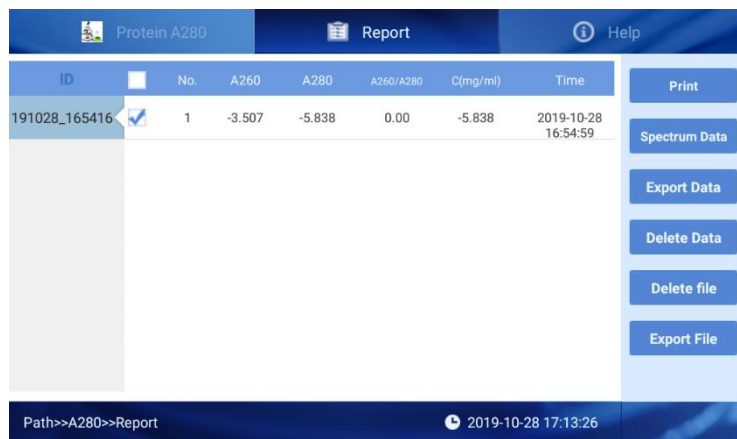 Protein A280
Report
Help
ID No. A260 A280 A260/A280 C(mg/ml) Time
191028_165416 1 -3.507 -5.838 0.00 -5.838 2019-10-28
16:54:59
Print
Spectrum Data
Export Data
Delete Data
Delete file
Export File
Path>>A280>>Report
2019-10-28 17:13:26